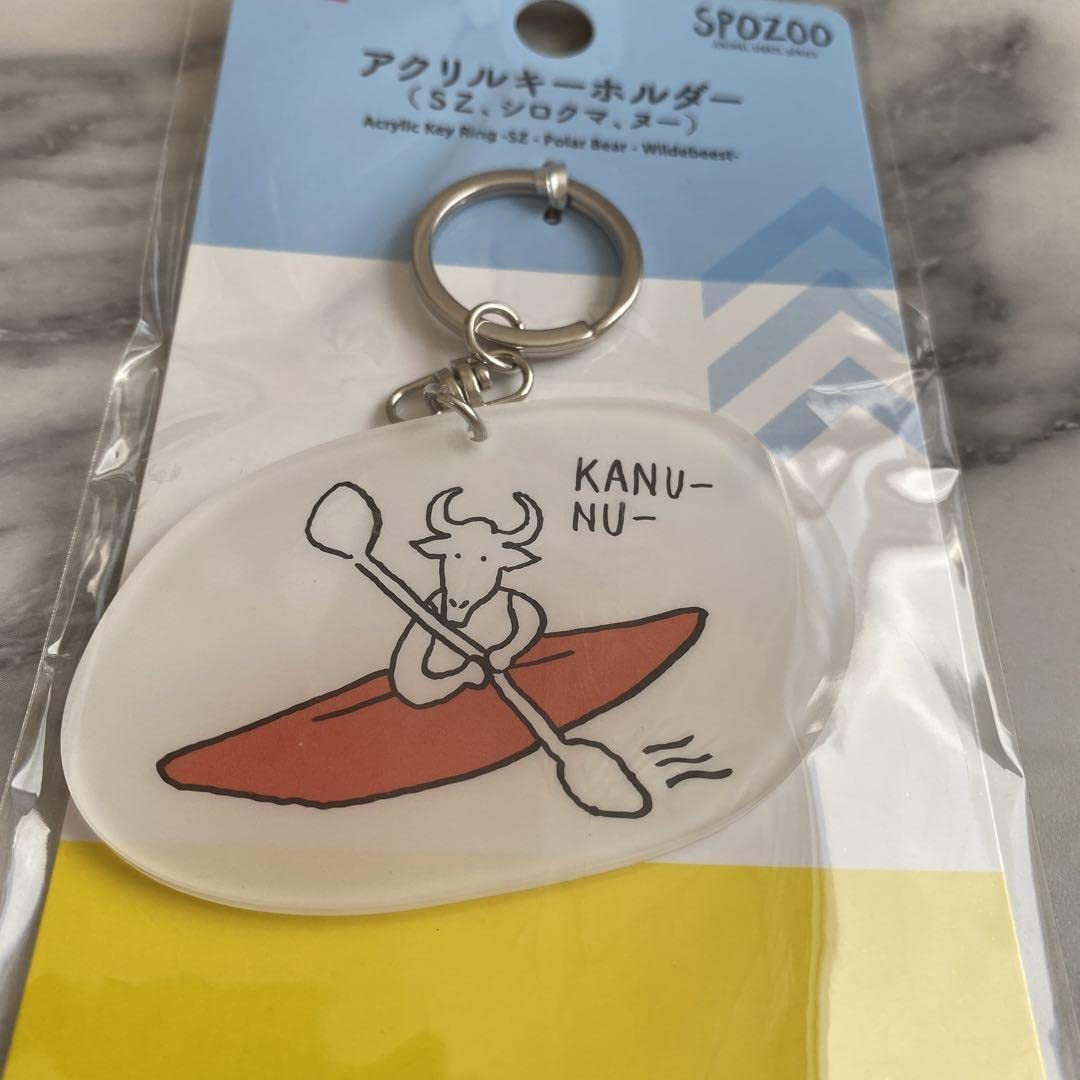 SPOZOO
アクリルキーホルダー
(SZ、シロクマ、ヌー)
Acrylic Key Ring -SZ - Polar Bear - Wildebeest-
KANU-
NU-